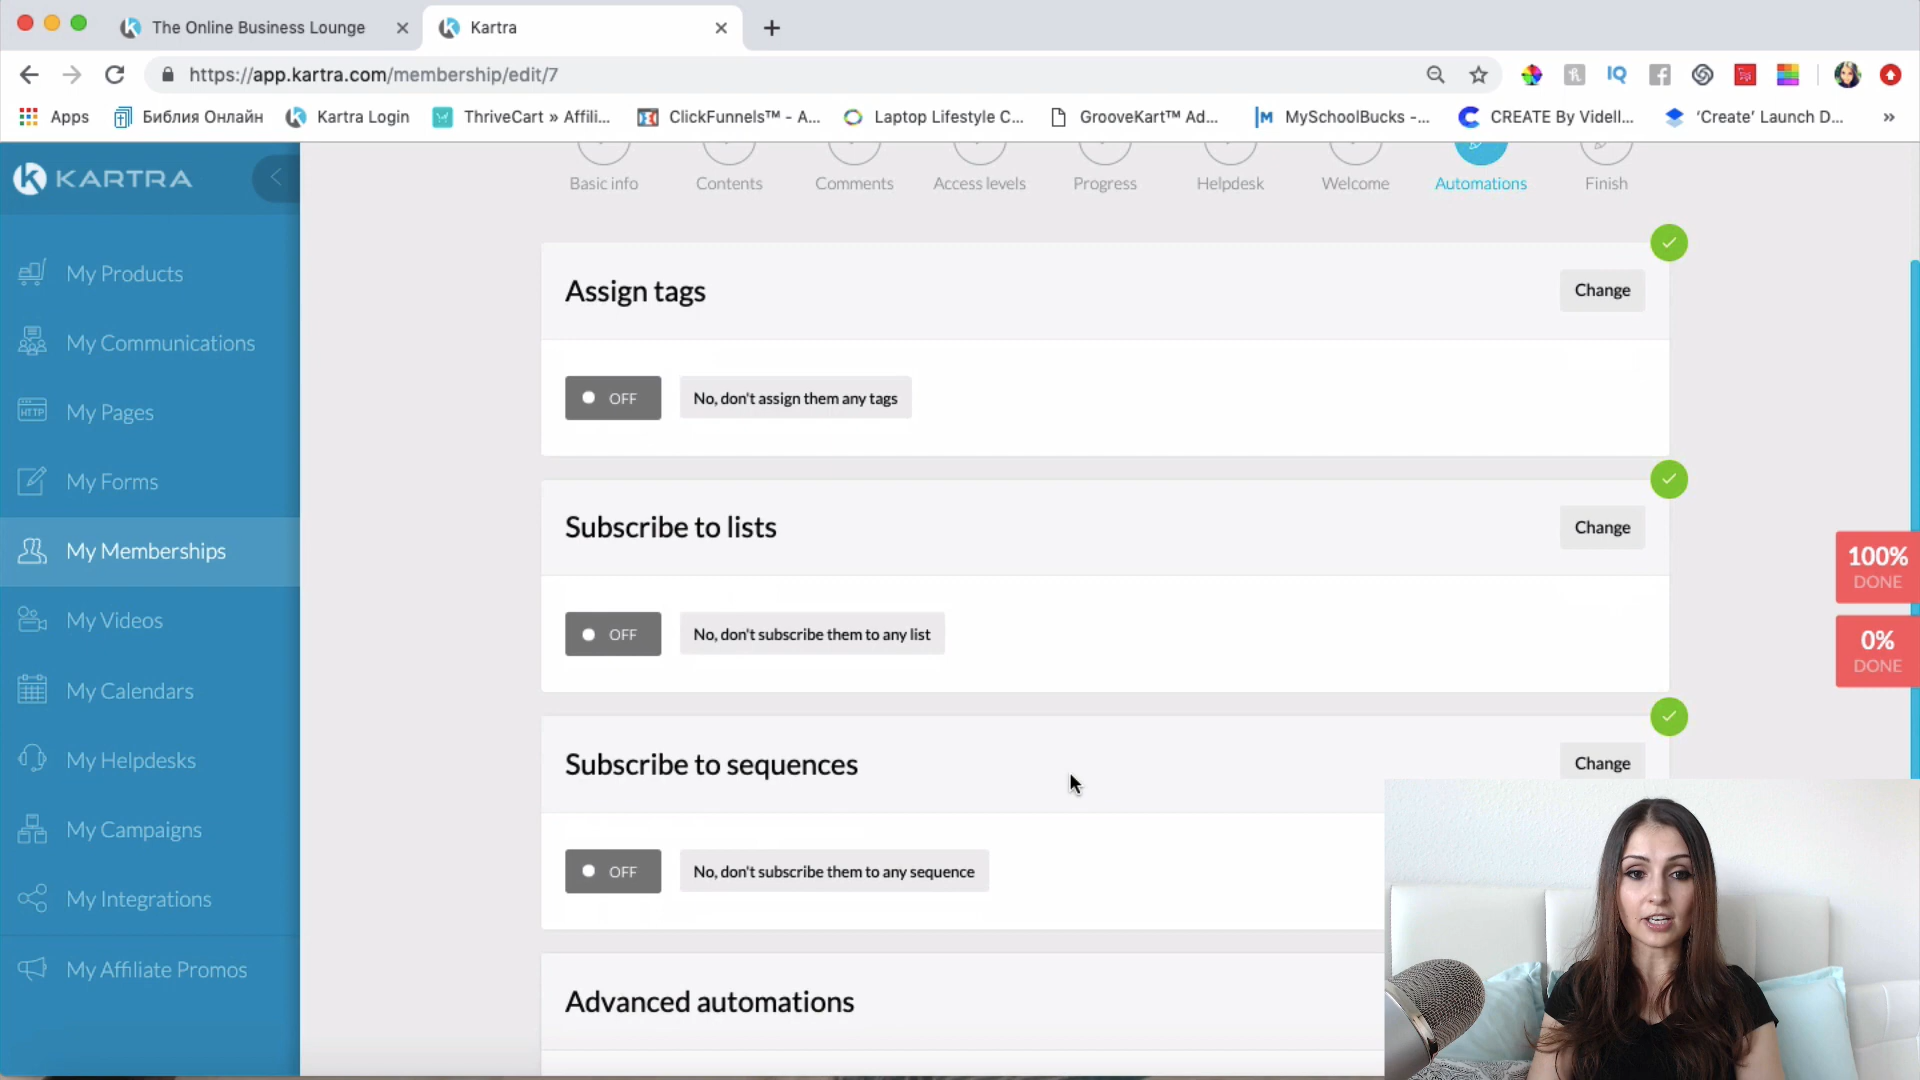 The Online Business Lounge
Kartra
https://app.kartra.com/membership/edit/7
IQ
Apps
Библия Онлайн
Kartra Login
ThriveCart » Affili...
ClickFunnels™ - A...
Laptop Lifestyle C...
GrooveKart™ Ad...
MySchoolBucks -...
CREATE By Videll...
‘Create’ Launch D...
»
KARTRA
Basic info
Contents
Comments
Access levels
Progress
Helpdesk
Welcome
Automations
Finish
My Products
My Communications
My Pages
My Forms
My Memberships
My Videos
My Calendars
My Helpdesks
My Campaigns
My Integrations
My Affiliate Promos
Assign tags
Change
OFF
No, don't assign them any tags
Subscribe to lists
Change
OFF
No, don't subscribe them to any list
Subscribe to sequences
Change
OFF
No, don't subscribe them to any sequence
Advanced automations
100%
DONE
0%
DONE